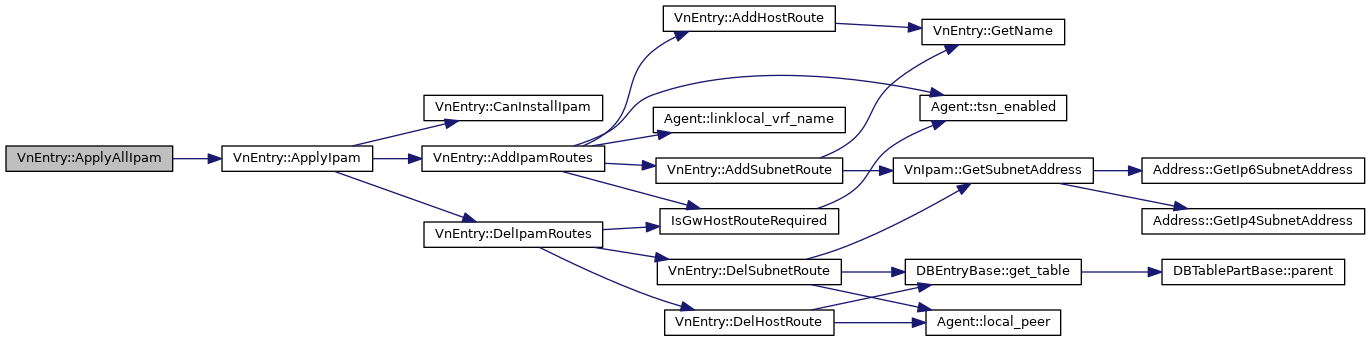 VnEntry::ApplyAllIpam
VnEntry::ApplyIpam
VnEntry::CanInstallIpam
VnEntry::AddIpamRoutes
VnEntry::DelIpamRoutes
VnEntry::AddHostRoute
Agent::linklocal_vrf_name
VnEntry::AddSubnetRoute
IsGwHostRouteRequired
VnEntry::DelSubnetRoute
VnEntry::DelHostRoute
VnEntry::GetName
Agent::tsn_enabled
VnIpam::GetSubnetAddress
DBEntryBase::get_table
Agent::local_peer
Address::GetIp6SubnetAddress
Address::GetIp4SubnetAddress
DBTablePartBase::parent